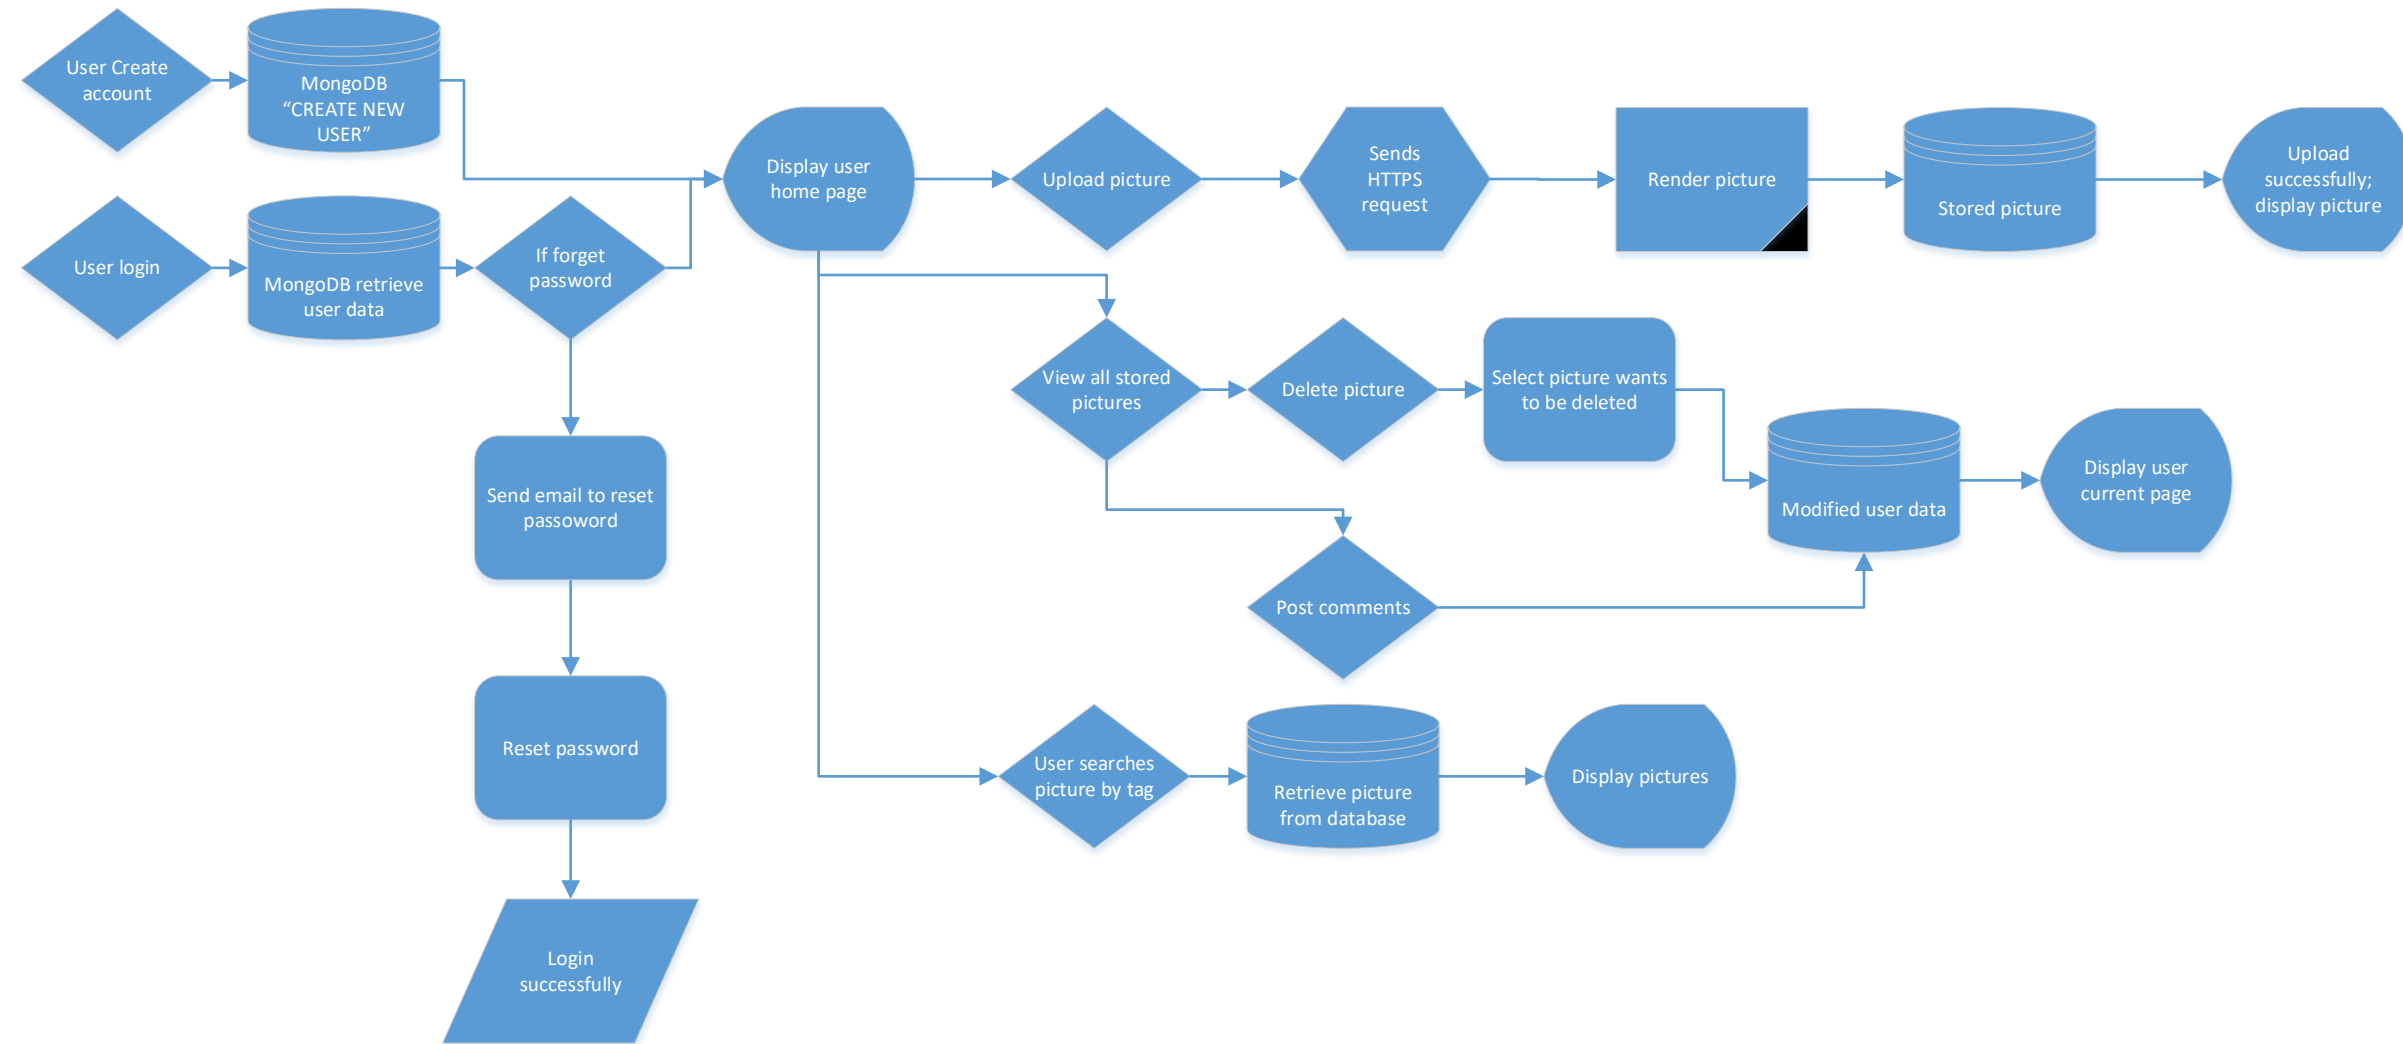 User Create
account
MongoDB
“CREATE NEW
USER”
User login
MongoDB retrieve
user data
If forget
password
Send email to reset
passoword
Reset password
Login
successfully
Display user
home page
Upload picture
Sends
HTTPS
request
Render picture
Stored picture
Upload
successfully;
display picture
View all stored
pictures
Delete picture
Select picture wants
to be deleted
Modified user data
Display user
current page
Post comments
User searches
picture by tag
Retrieve picture
from database
Display pictures